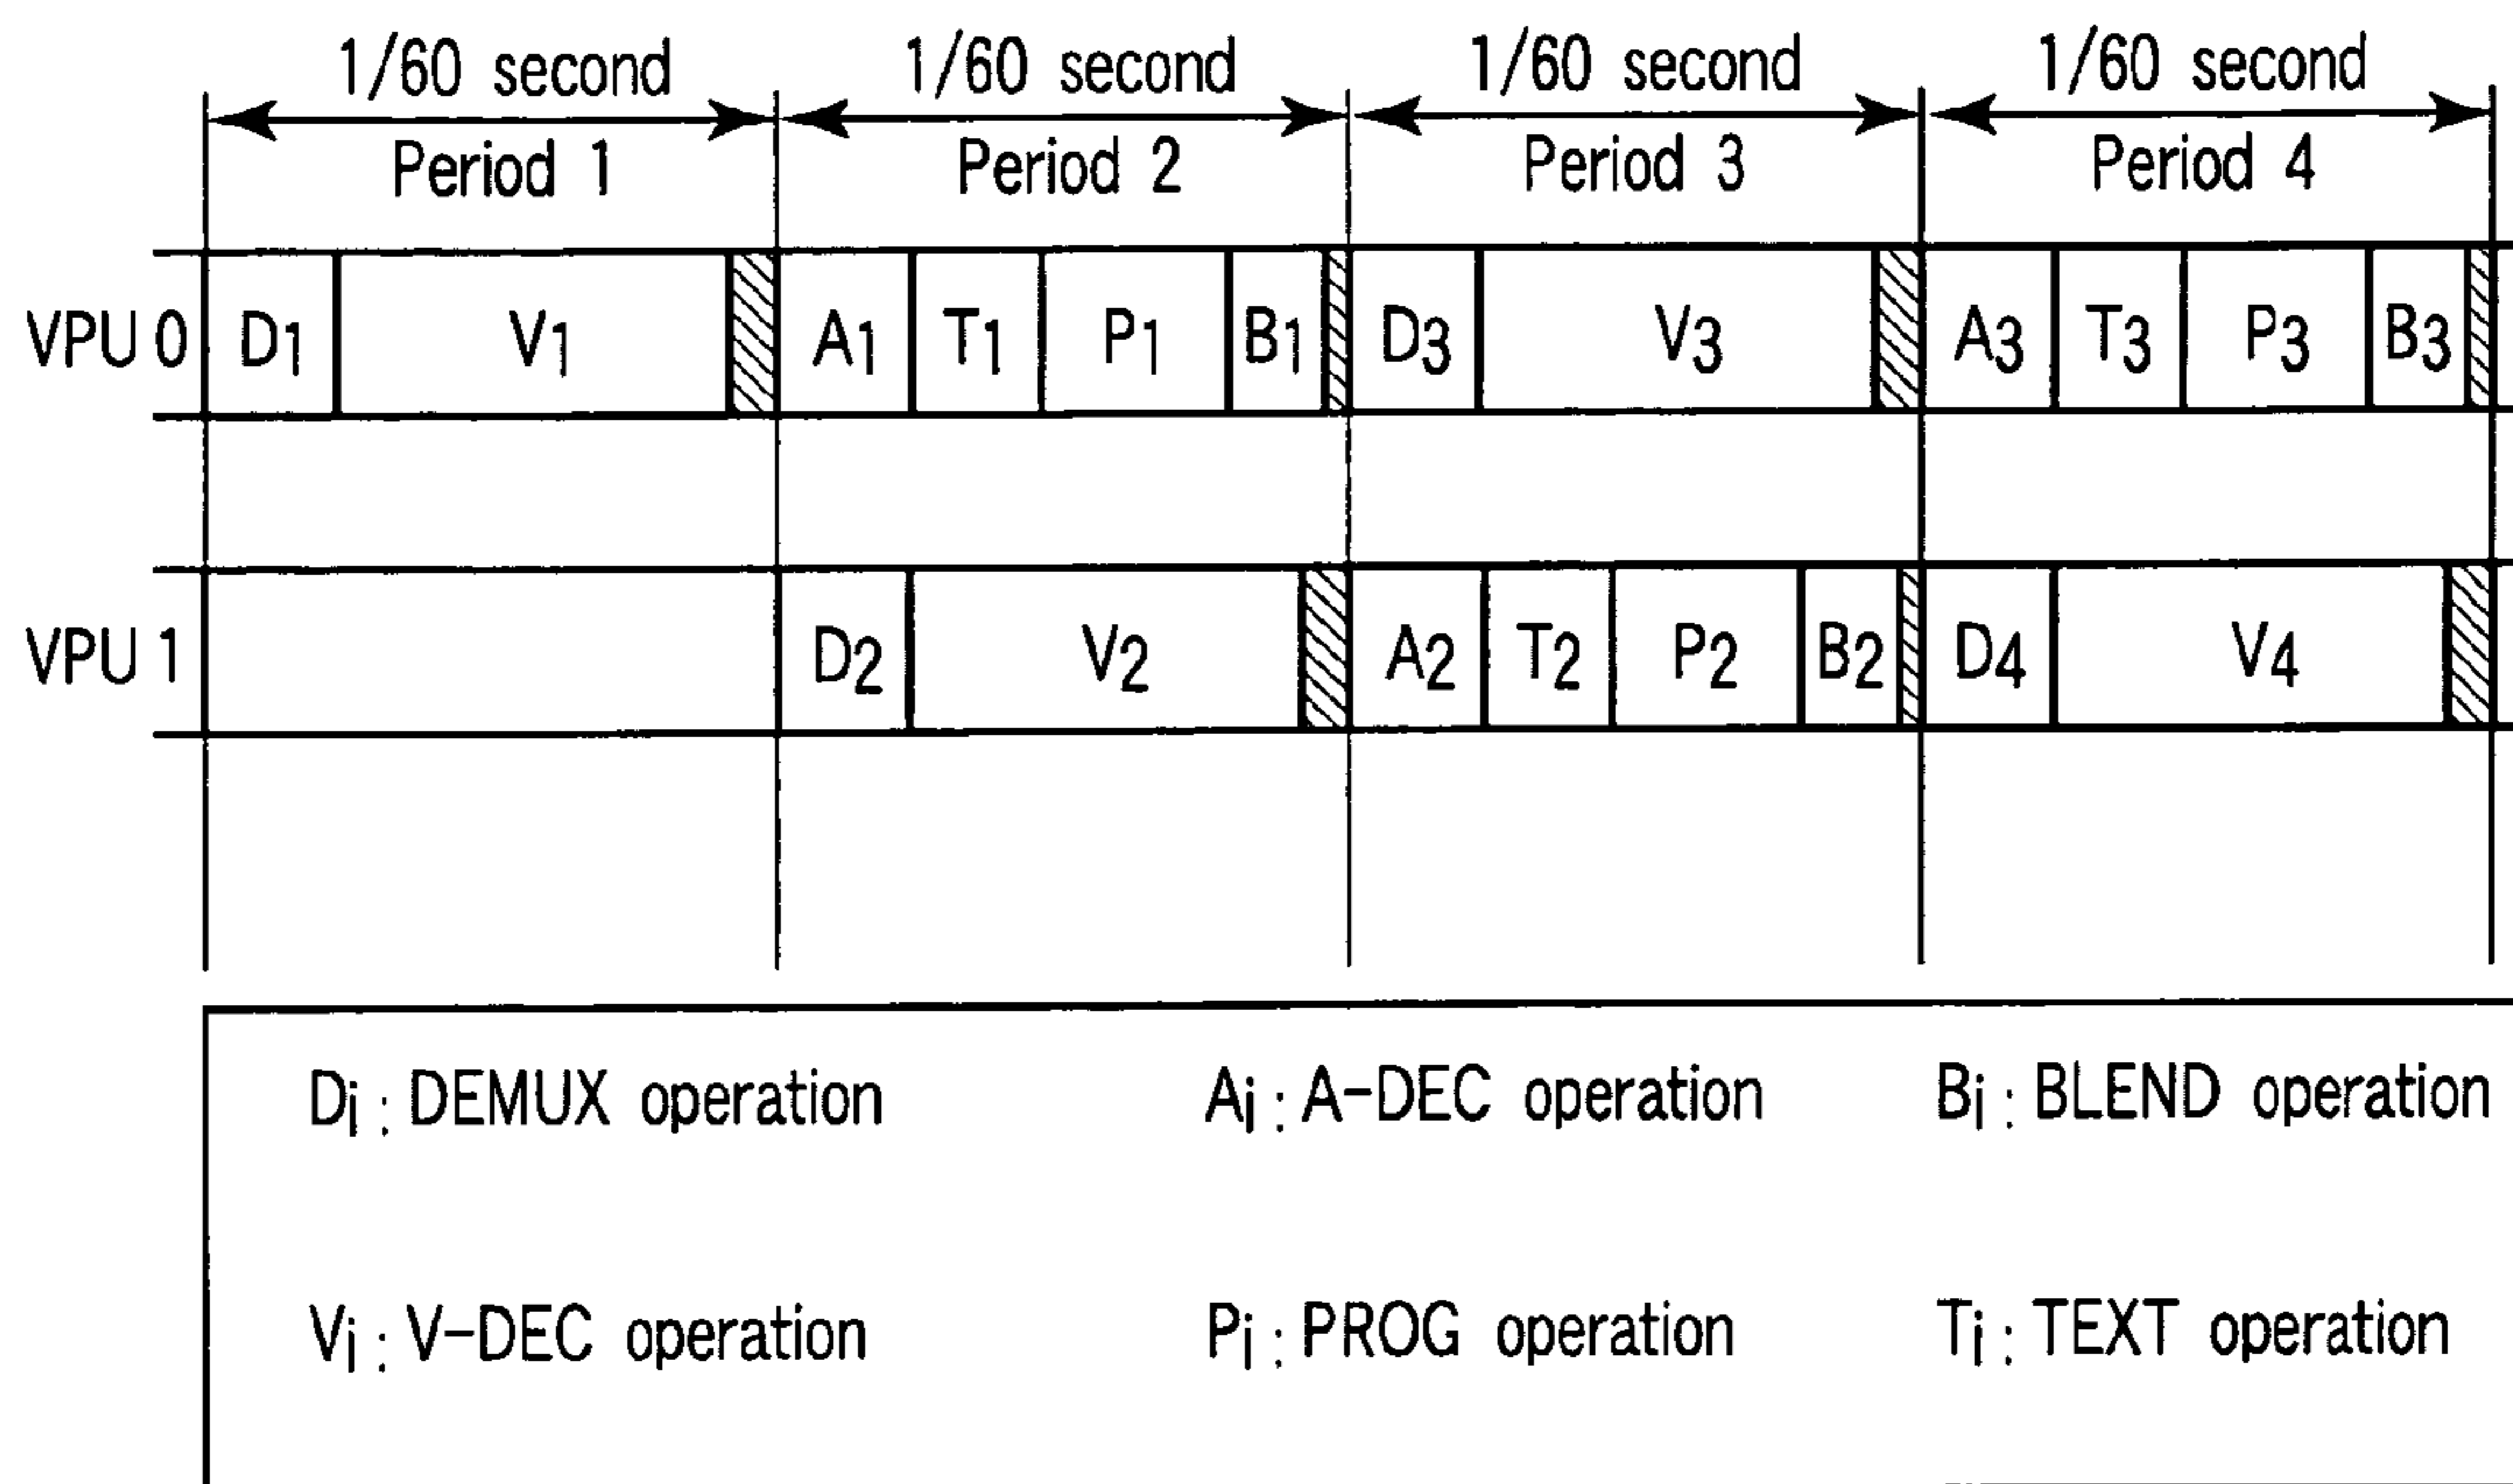 1/60 second 1/60 second 1/60 second 1/60 second
Period 1 Period 2 Period 3 Period 4
VPU 0 D1 V1 A1 T1 P1 B1 D3 V3 A3 T3 P3 B3
VPU 1 D2 V2 A2 T2 P2 B2 D4 V4
Di : DEMUX operation Ai : A-DEC operation Bi : BLEND operation
Vi : V-DEC operation Pi : PROG operation Ti : TEXT operation